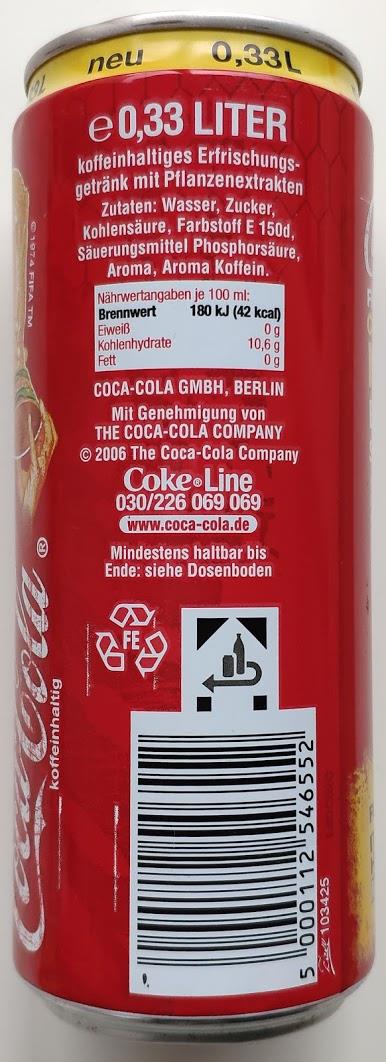 neu 0,33L
e 0,33 LITER
koffeinhaltiges Erfrischungs-
getränk mit Pflanzenextrakten
Zutaten: Wasser, Zucker,
Kohlensäure, Farbstoff E 150d,
Säuerungsmittel Phosphorsäure,
Aroma, Aroma Koffein.
Nährwertangaben je 100 ml:
Brennwert 180 kJ (42 kcal)
Eiweiß 0 g
Kohlenhydrate 10,6 g
Fett 0 g
COCA-COLA GMBH, BERLIN
Mit Genehmigung von
THE COCA-COLA COMPANY
© 2006 The Coca-Cola Company
Coke® Line
030/226 069 069
www.coca-cola.de
Mindestens haltbar bis
Ende: siehe Dosenboden
FE
5 000112 546552
103425
© 1974 FIFA TM
Coca-Cola®
koffeinhaltig